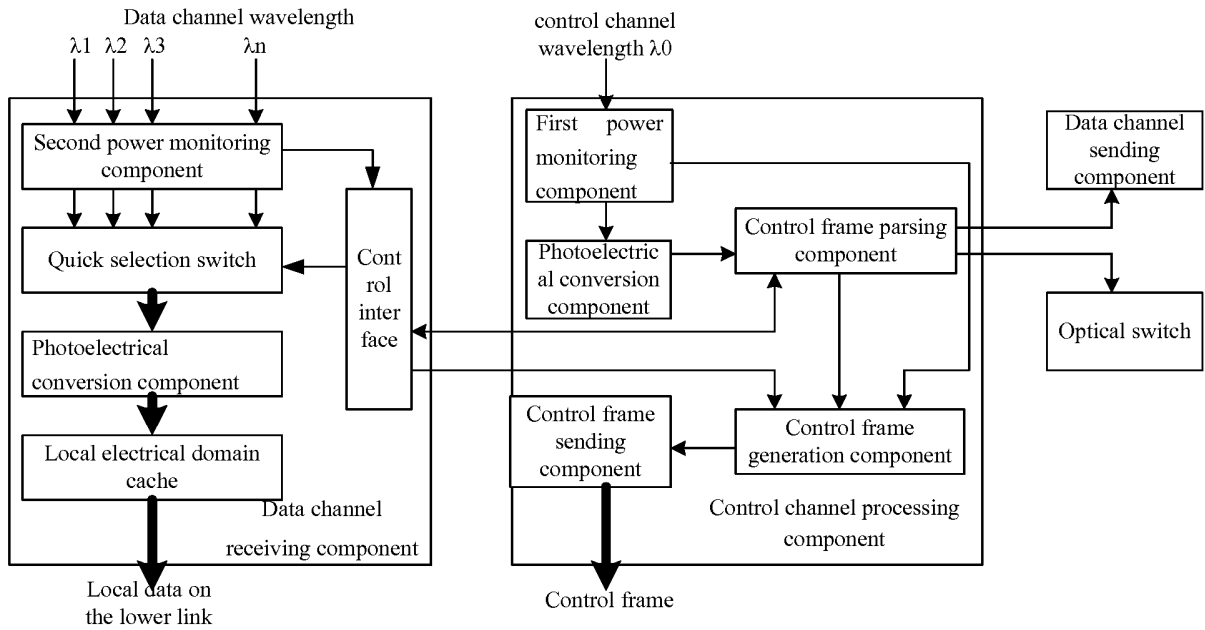 Data channel wavelength
λ1 λ2 λ3 λn
Second power monitoring
component
Quick selection switch
Photoelectrical
conversion component
Local electrical domain
cache
Cont
rol
inter
face
Data channel
receiving component
Local data on
the lower link
control channel
wavelength λ0
First power
monitoring
component
Photoelectric
al conversion
component
Control frame parsing
component
Control frame
sending
component
Control frame
generation component
Control channel processing
component
Control frame
Data channel
sending
component
Optical switch